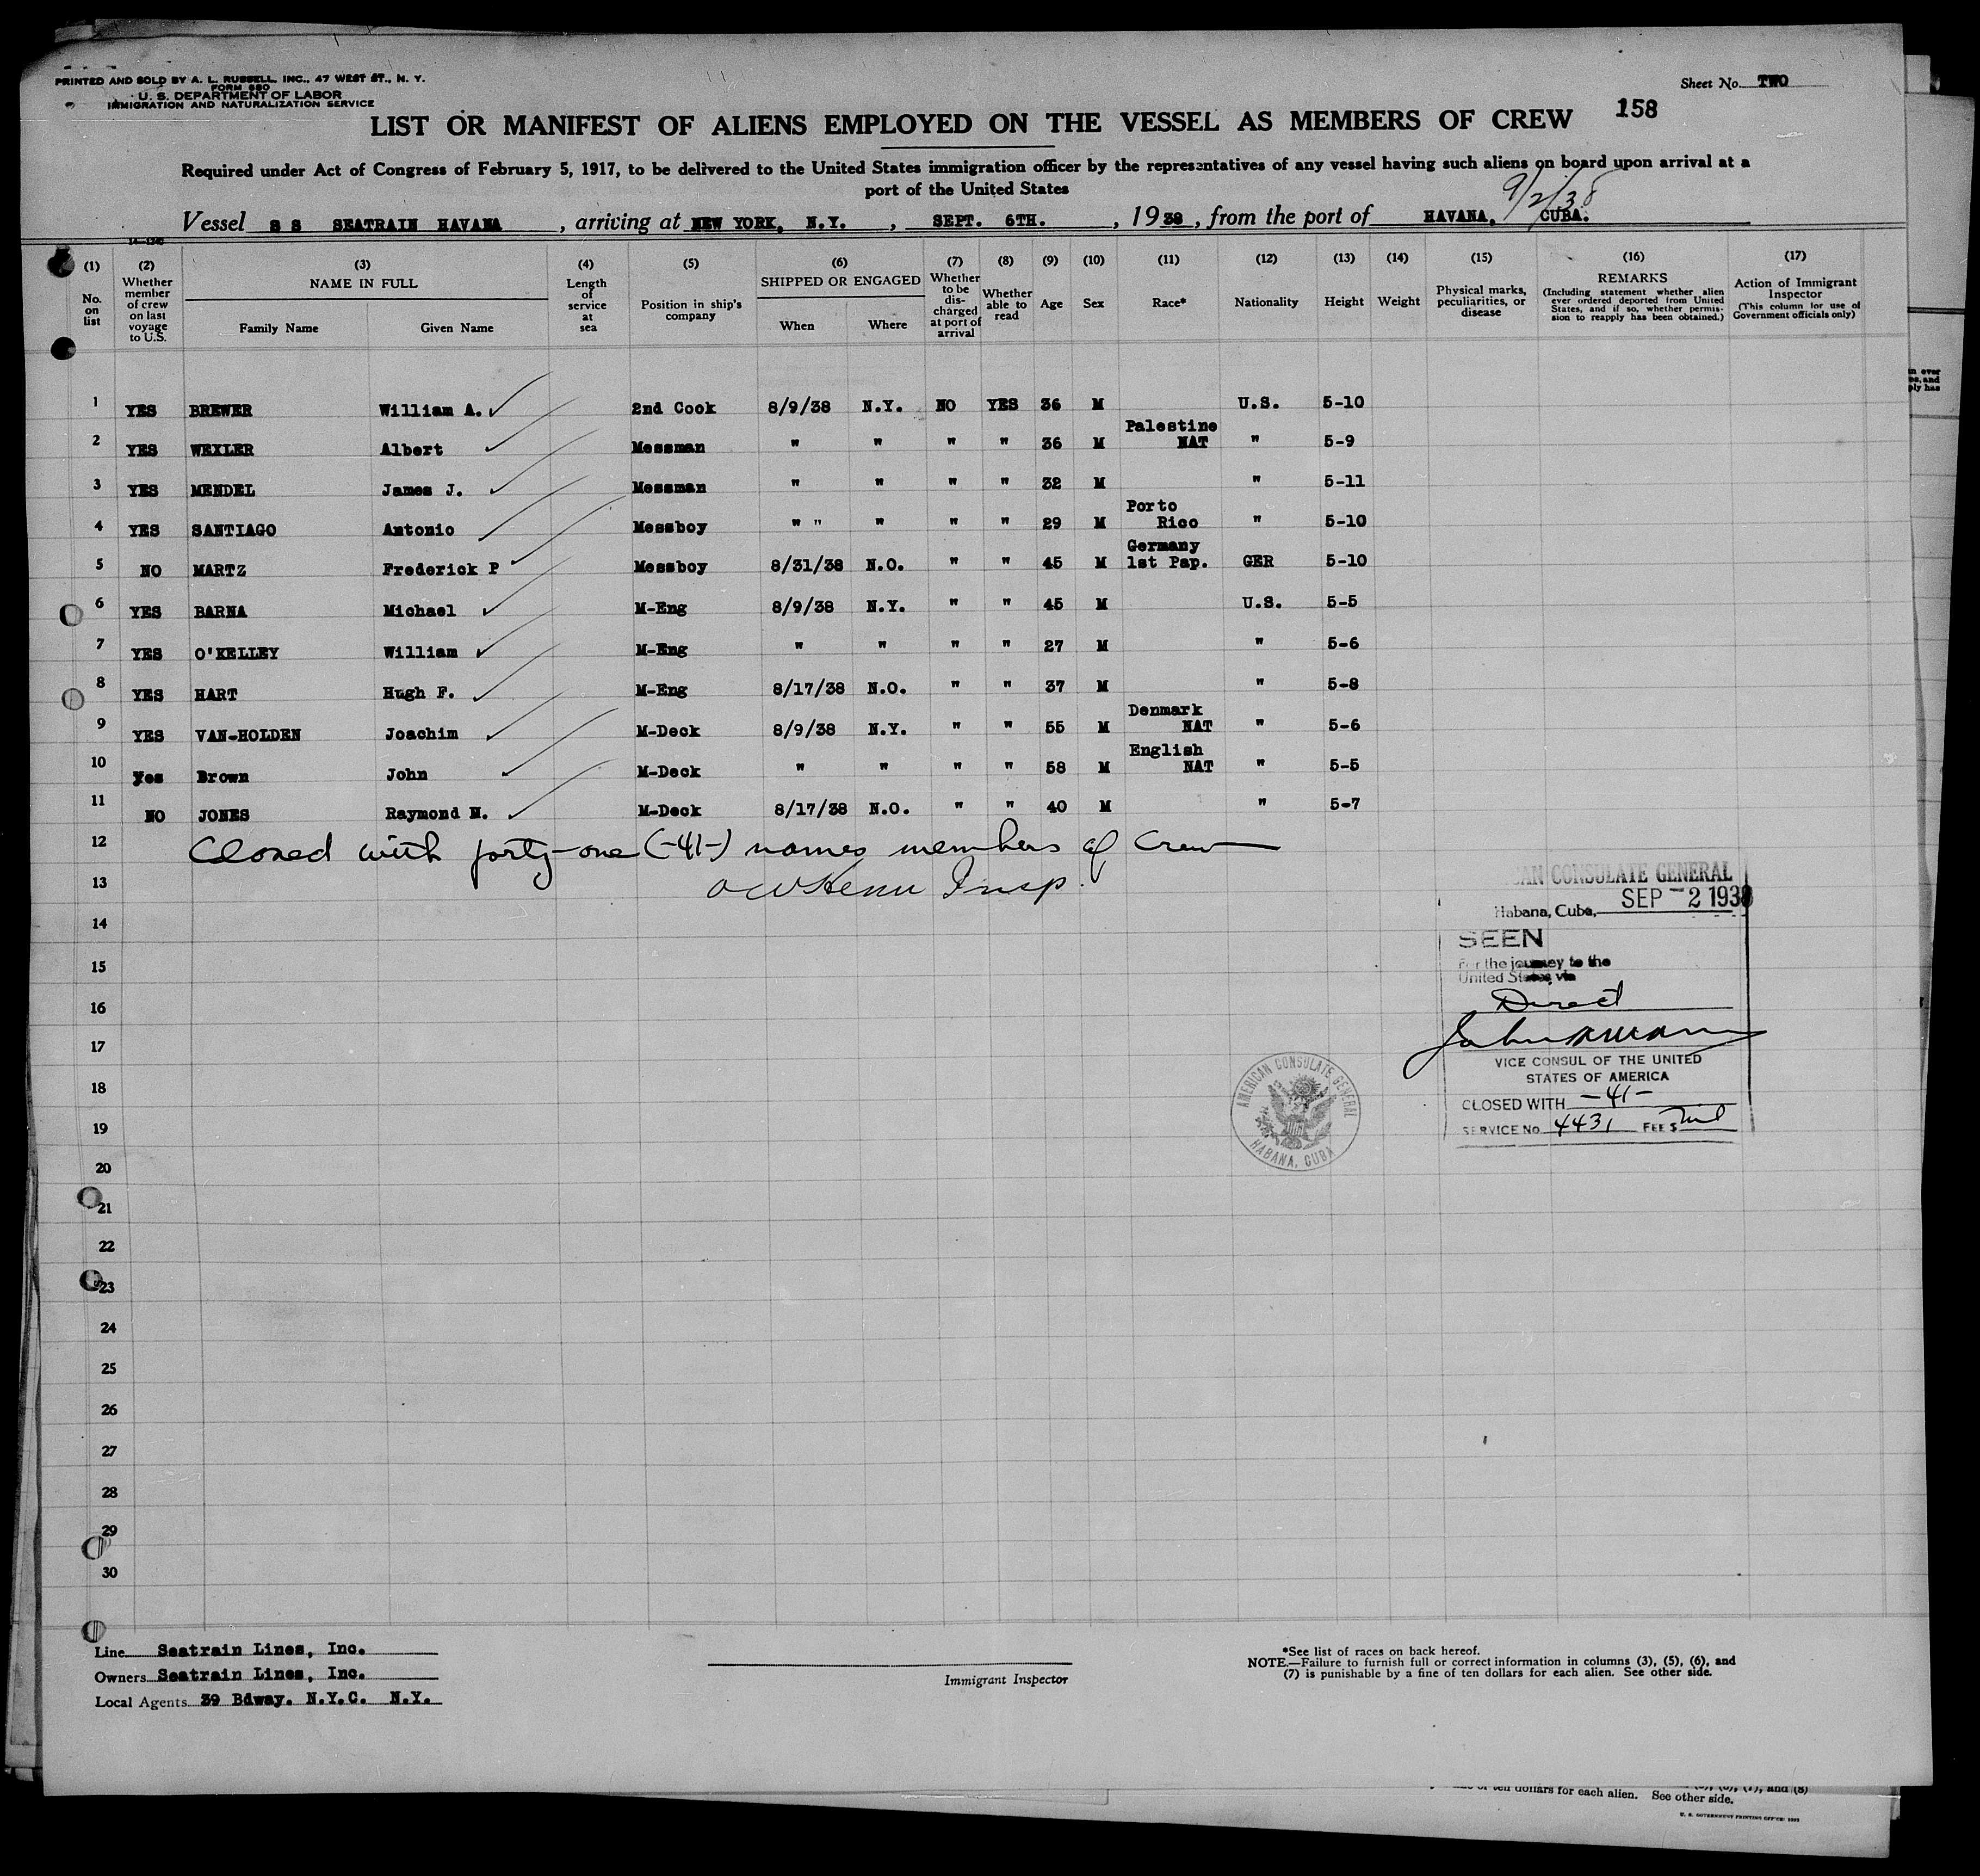 PRINTED AND SOLD BY A. L. RUSSELL, INC., 47 WEST ST., N. Y.
FORM 680
U. S. DEPARTMENT OF LABOR
IMMIGRATION AND NATURALIZATION SERVICE
Sheet No. TWO
LIST OR MANIFEST OF ALIENS EMPLOYED ON THE VESSEL AS MEMBERS OF CREW 158
Required under Act of Congress of February 5, 1917, to be delivered to the United States immigration officer by the representatives of any vessel having such aliens on board upon arrival at a
port of the United States
9/2/38
Vessel S S SEATRAIN HAVANA, arriving at NEW YORK, N.Y., SEPT. 6TH., 1938, from the port of HAVANA, CUBA.
(1) No. on list
(2) Whether member of crew on last voyage to U.S.
(3) NAME IN FULL Family Name Given Name
(4) Length of service at sea
(5) Position in ship's company
(6) SHIPPED OR ENGAGED When Where
(7) Whether to be discharged at port of arrival
(8) Whether able to read
(9) Age
(10) Sex
(11) Race*
(12) Nationality
(13) Height
(14) Weight
(15) Physical marks, peculiarities, or disease
(16) REMARKS (Including statement whether alien ever ordered deported from United States, and if so, whether permission to reapply has been obtained.)
(17) Action of Immigrant Inspector (This column for use of Government officials only)
1 YES BREWER William A. 2nd Cook 8/9/38 N.Y. NO YES 36 M U.S. 5-10
2 YES WEXLER Albert Messman " " " " 36 M Palestine NAT " 5-9
3 YES MENDEL James J. Messman " " " " 32 M " 5-11
4 YES SANTIAGO Antonio Messboy " " " " " 29 M Porto Rico " 5-10
5 NO MARTZ Frederick P Messboy 8/31/38 N.O. " " 45 M Germany 1st Pap. GER 5-10
6 YES BARNA Michael M-Eng 8/9/38 N.Y. " " 45 M U.S. 5-5
7 YES O'KELLEY William M-Eng " " " " 27 M " 5-6
8 YES HART Hugh F. M-Eng 8/17/38 N.O. " " 37 M " 5-8
9 YES VAN-HOLDEN Joachim M-Deck 8/9/38 N.Y. " " 55 M Denmark NAT " 5-6
10 Yes Brown John M-Deck " " " " 58 M English NAT " 5-5
11 NO JONES Raymond H. M-Deck 8/17/38 N.O. " " 40 M " 5-7
12 Closed with forty-one (-41-) names members of Crew
13 Insp.
14
15
16
17
18
19
20
21
22
23
24
25
26
27
28
29
30
CONSULATE GENERAL
Habana, Cuba, SEP - 2 1938
SEEN
For the journey to the
United States, via
Direct
VICE CONSUL OF THE UNITED
STATES OF AMERICA
CLOSED WITH -41-
SERVICE No. 4431 FEE $ Nil
AMERICAN CONSULATE GENERAL
HABANA, CUBA
Line Seatrain Lines, Inc.
Owners Seatrain Lines, Inc.
Local Agents 39 Bdway. N.Y.C. N.Y.
Immigrant Inspector
*See list of races on back hereof.
NOTE.—Failure to furnish full or correct information in columns (3), (5), (6), and
(7) is punishable by a fine of ten dollars for each alien. See other side.
of ten dollars for each alien. See other side.
U. S. GOVERNMENT PRINTING OFFICE